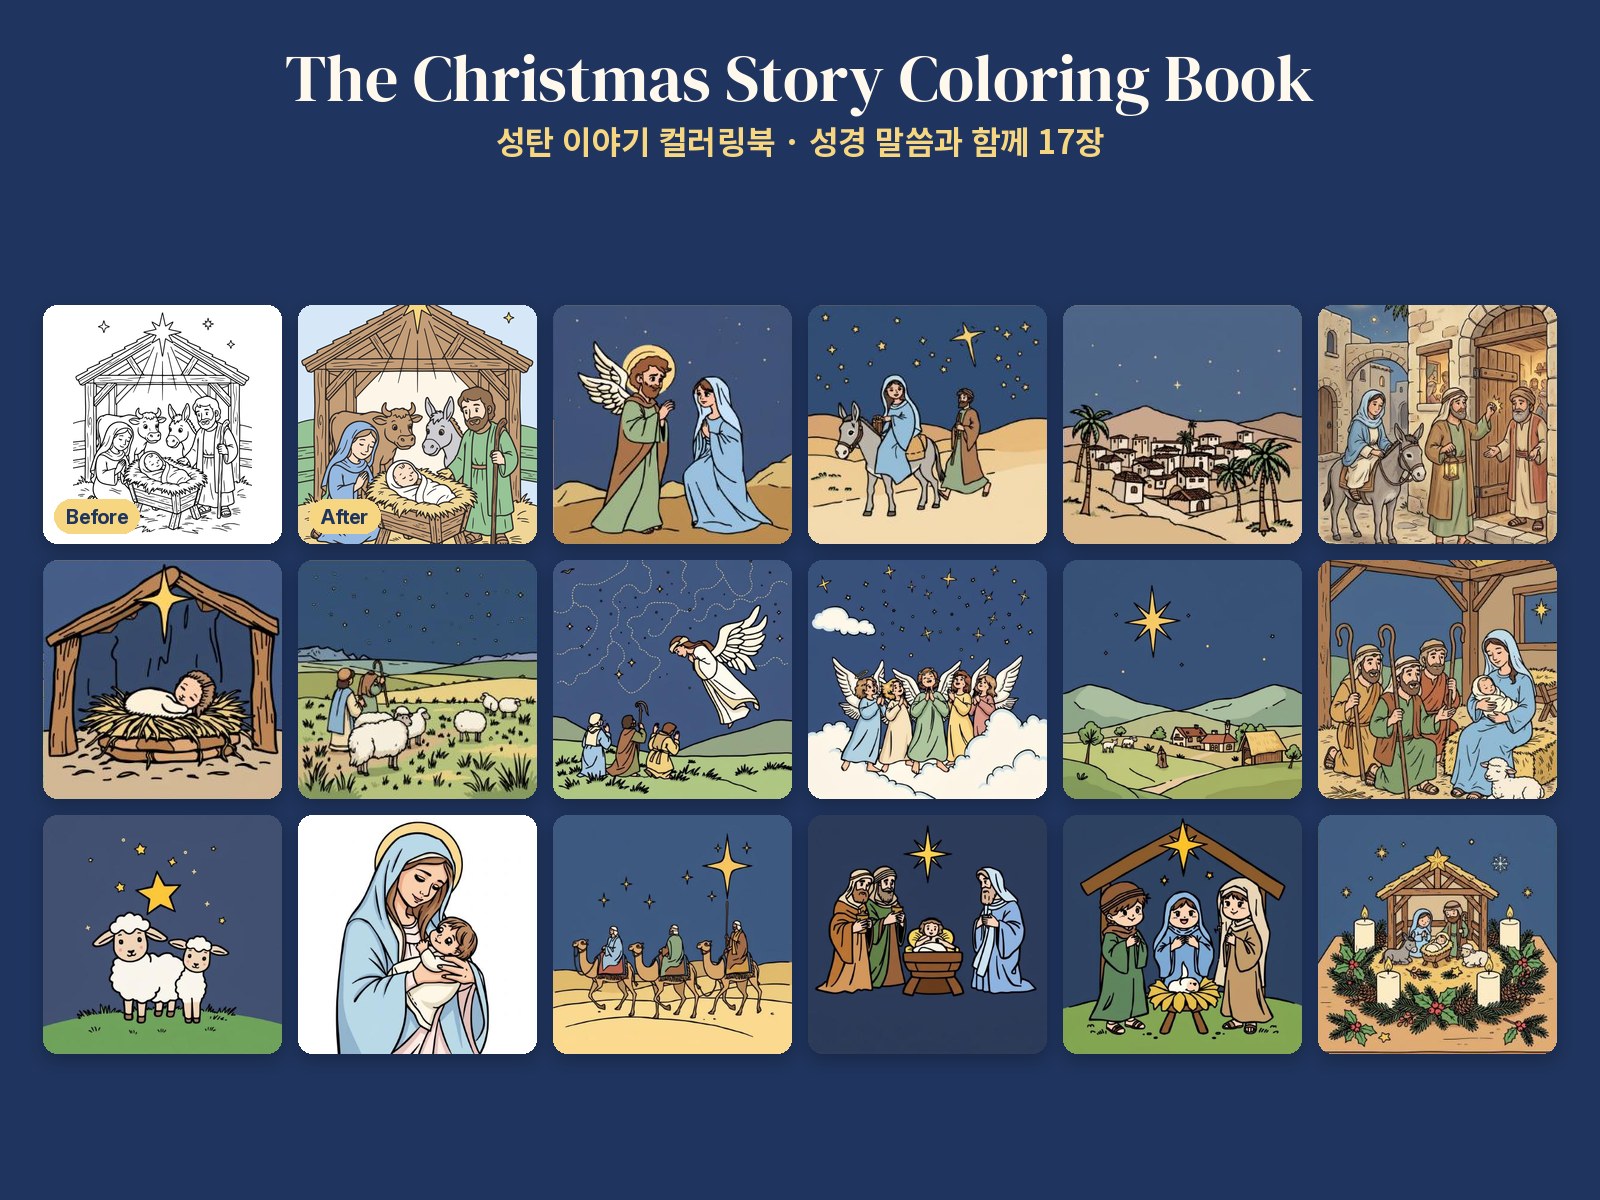 The Christmas Story Coloring Book
성탄 이야기 컬러링북 · 성경 말씀과 함께 17장
Before
After